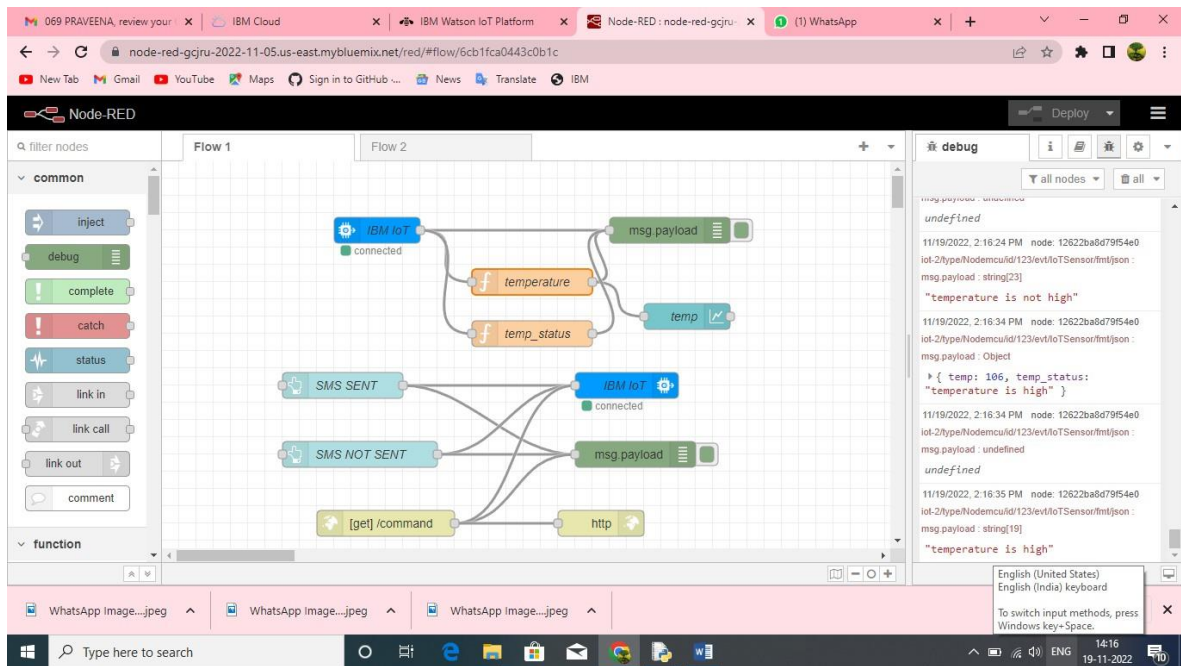 069 PRAVEENA, review your
IBM Cloud
IBM Watson IoT Platform
Node-RED : node-red-gcjru-
(1) WhatsApp
node-red-gcjru-2022-11-05.us-east.mybluemix.net/red/#flow/6cb1fca0443c0b1c
New Tab
Gmail
YouTube
Maps
Sign in to GitHub ·...
News
Translate
IBM
Node-RED
Deploy
filter nodes
Flow 1
Flow 2
debug
common
all nodes
all
inject
debug
complete
catch
status
link in
link call
link out
comment
function
IBM IoT
connected
msg.payload
temperature
temp_status
temp
SMS SENT
IBM IoT
connected
SMS NOT SENT
msg.payload
[get] /command
http
msg.payload : undefined
undefined
11/19/2022, 2:16:24 PM node: 12622ba8d79f54e0
iot-2/type/Nodemcu/id/123/evt/IoTSensor/fmt/json :
msg.payload : string[23]
"temperature is not high"
11/19/2022, 2:16:34 PM node: 12622ba8d79f54e0
iot-2/type/Nodemcu/id/123/evt/IoTSensor/fmt/json :
msg.payload : Object
{ temp: 106, temp_status:
"temperature is high" }
11/19/2022, 2:16:34 PM node: 12622ba8d79f54e0
iot-2/type/Nodemcu/id/123/evt/IoTSensor/fmt/json :
msg.payload : undefined
undefined
11/19/2022, 2:16:35 PM node: 12622ba8d79f54e0
iot-2/type/Nodemcu/id/123/evt/IoTSensor/fmt/json :
msg.payload : string[19]
"temperature is high"
English (United States)
English (India) keyboard
To switch input methods, press
Windows key+Space.
WhatsApp Image....jpeg
WhatsApp Image....jpeg
WhatsApp Image....jpeg
Type here to search
ENG
14:16
19-11-2022
10